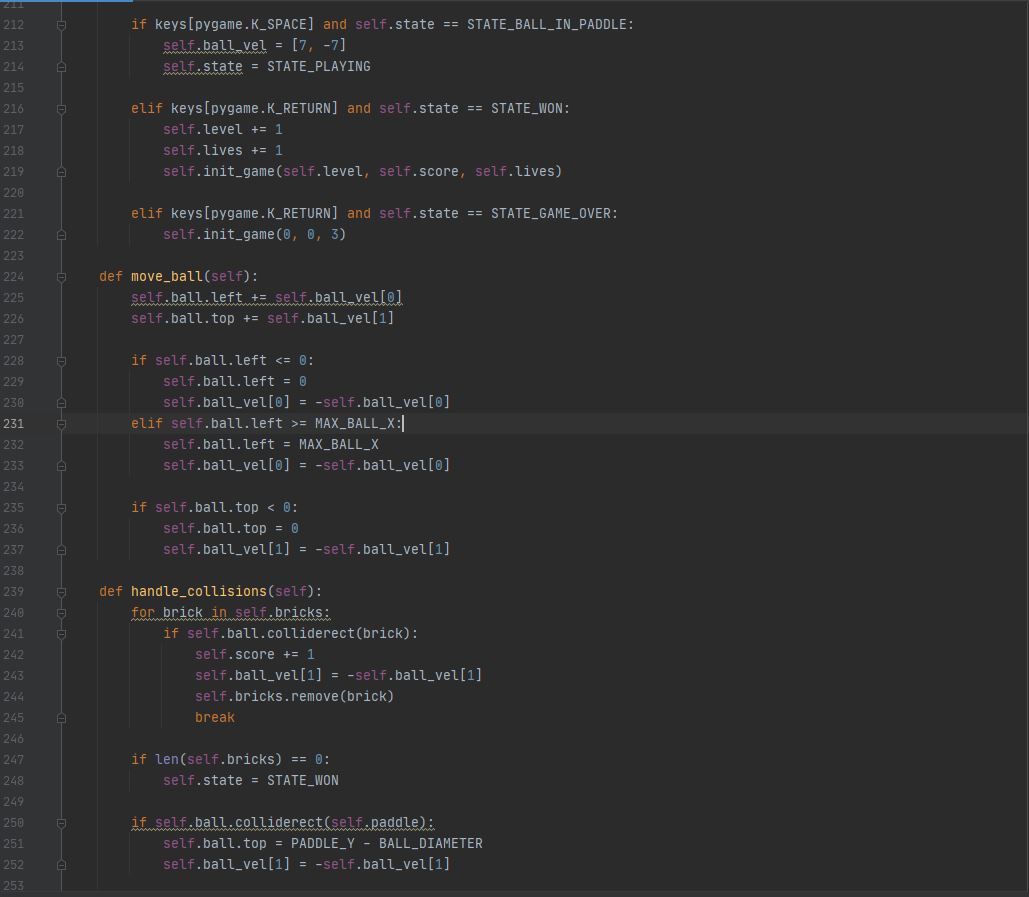 211
212 if keys[pygame.K_SPACE] and self.state == STATE_BALL_IN_PADDLE:
213 self.ball_vel = [7, -7]
214 self.state = STATE_PLAYING
215
216 elif keys[pygame.K_RETURN] and self.state == STATE_WON:
217 self.level += 1
218 self.lives += 1
219 self.init_game(self.level, self.score, self.lives)
220
221 elif keys[pygame.K_RETURN] and self.state == STATE_GAME_OVER:
222 self.init_game(0, 0, 3)
223
224 def move_ball(self):
225 self.ball.left += self.ball_vel[0]
226 self.ball.top += self.ball_vel[1]
227
228 if self.ball.left <= 0:
229 self.ball.left = 0
230 self.ball_vel[0] = -self.ball_vel[0]
231 elif self.ball.left >= MAX_BALL_X:
232 self.ball.left = MAX_BALL_X
233 self.ball_vel[0] = -self.ball_vel[0]
234
235 if self.ball.top < 0:
236 self.ball.top = 0
237 self.ball_vel[1] = -self.ball_vel[1]
238
239 def handle_collisions(self):
240 for brick in self.bricks:
241 if self.ball.colliderect(brick):
242 self.score += 1
243 self.ball_vel[1] = -self.ball_vel[1]
244 self.bricks.remove(brick)
245 break
246
247 if len(self.bricks) == 0:
248 self.state = STATE_WON
249
250 if self.ball.colliderect(self.paddle):
251 self.ball.top = PADDLE_Y - BALL_DIAMETER
252 self.ball_vel[1] = -self.ball_vel[1]
253